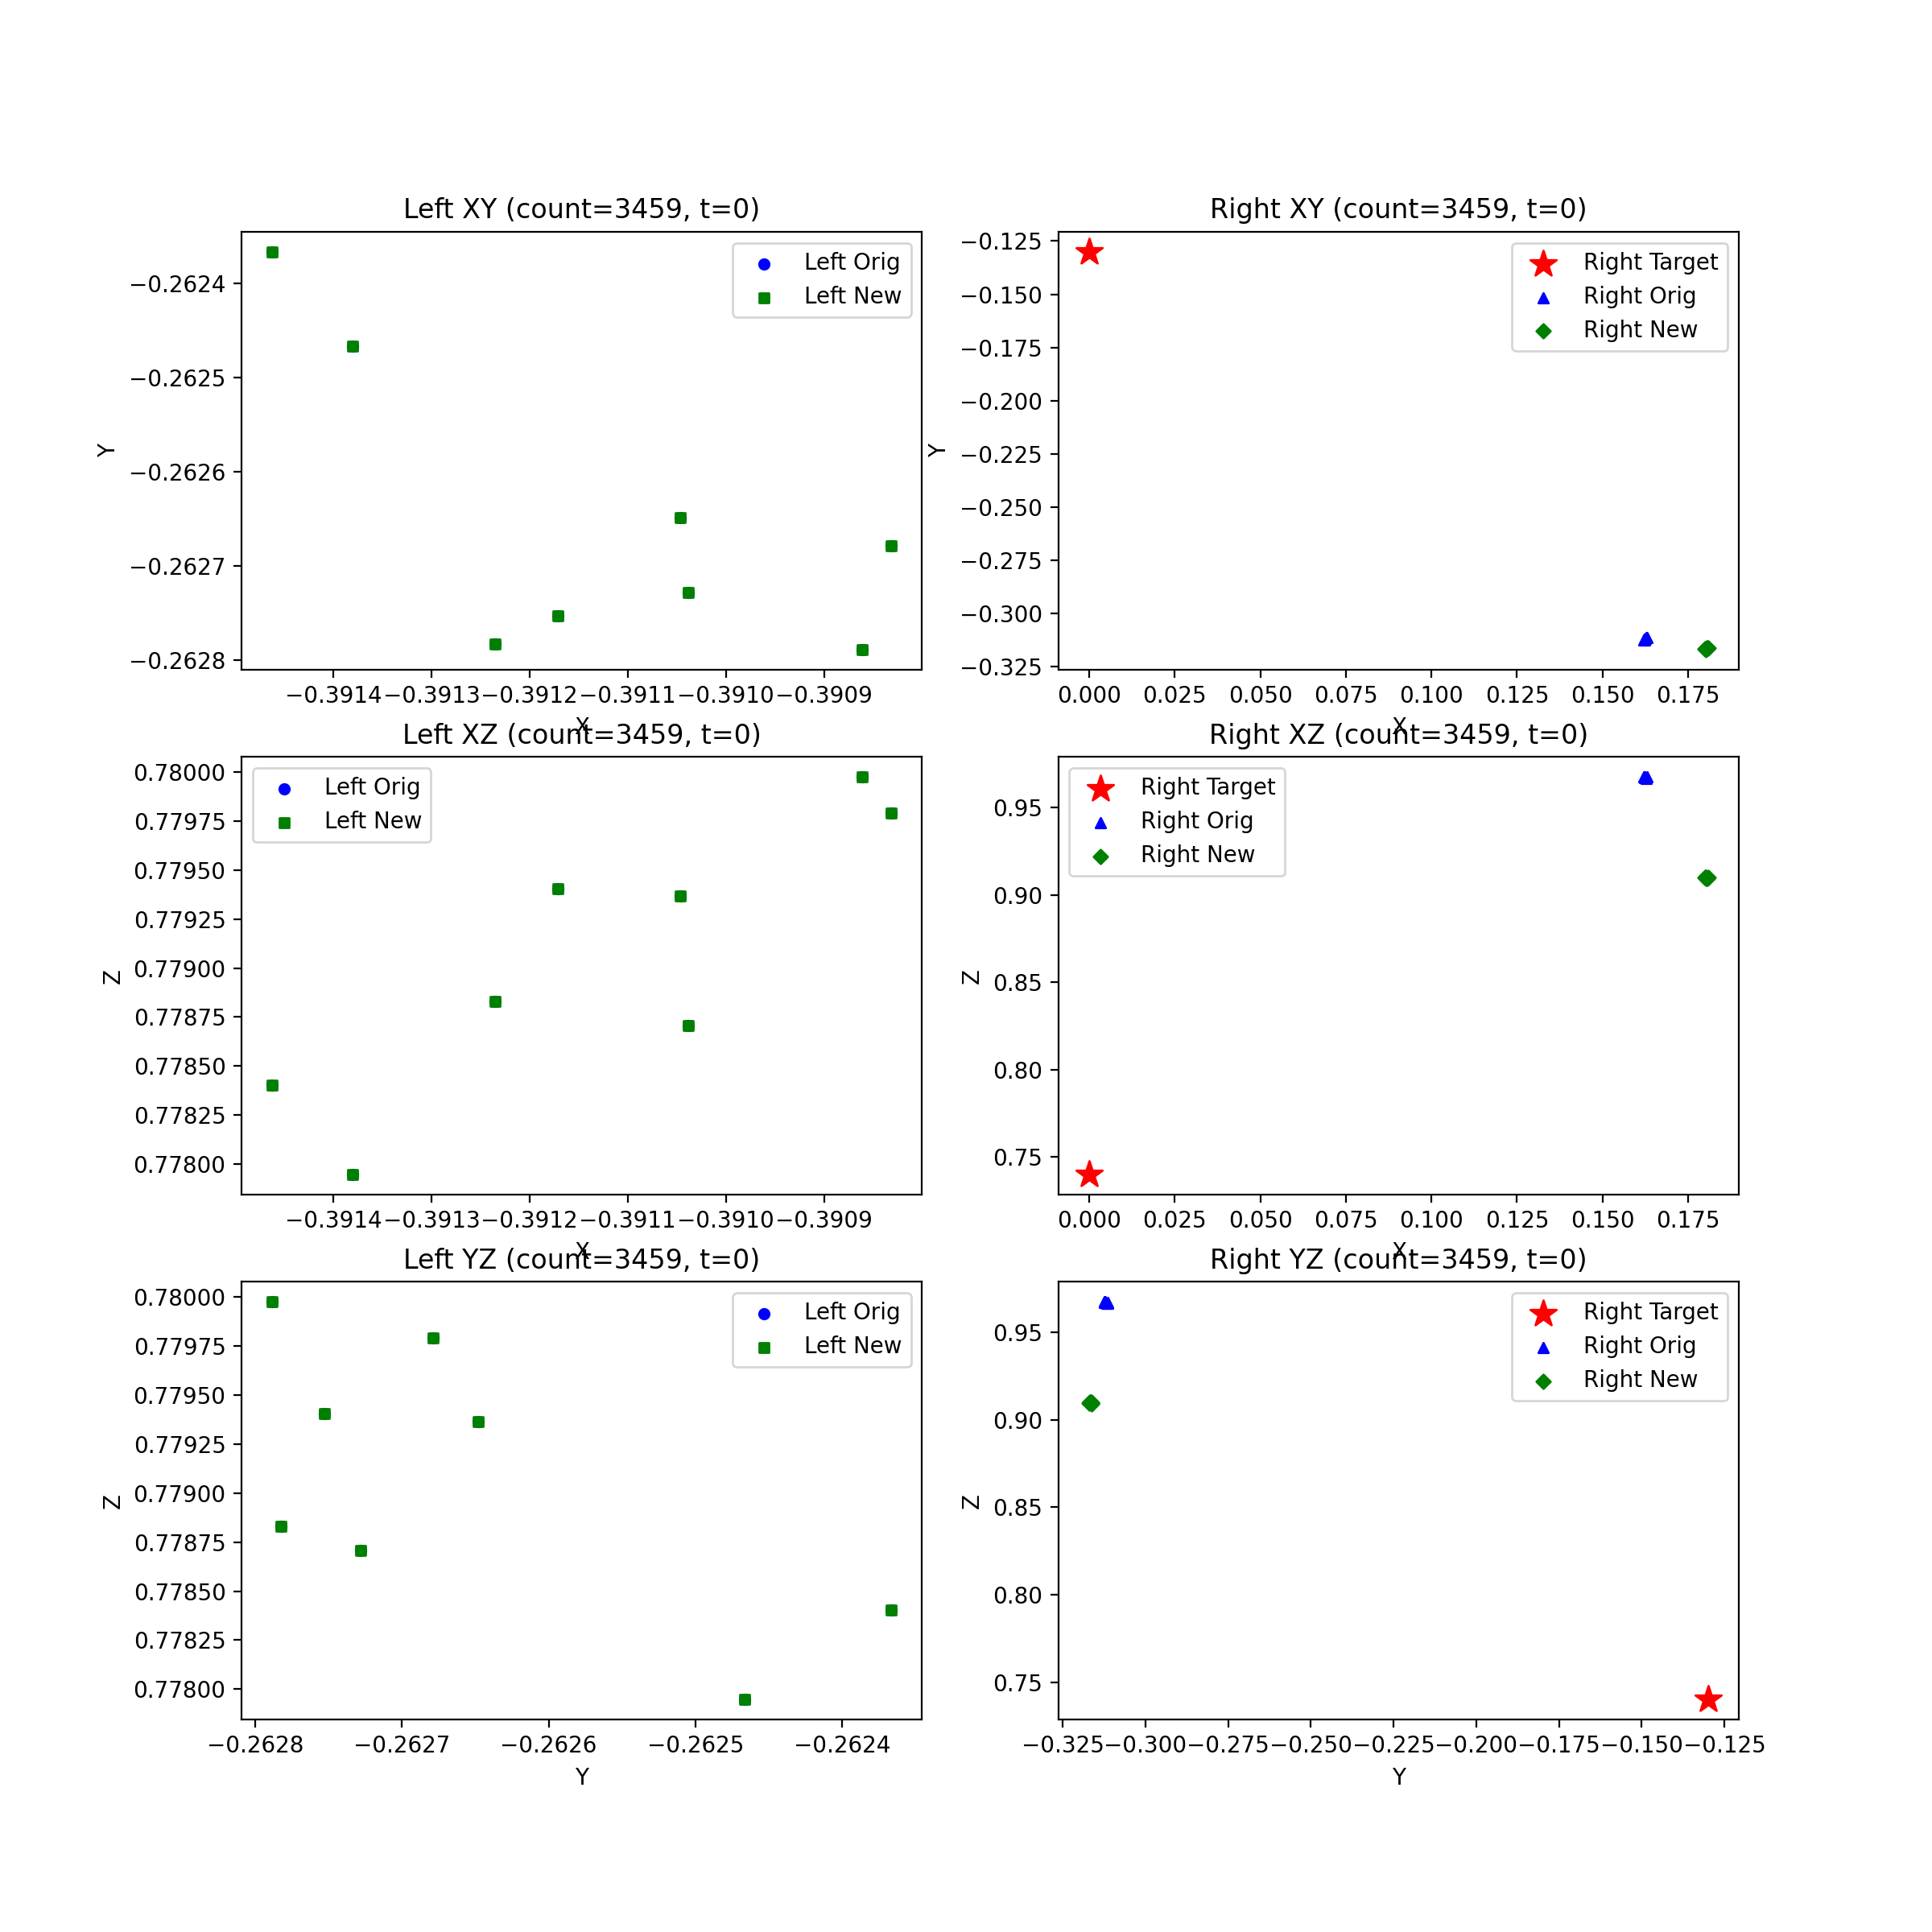 Left XY (count=3459, t=0)
−0.2624
−0.2625
−0.2626
−0.2627
−0.2628
Y
Left Orig
Left New
−0.3914 −0.3913 −0.3912 −0.3911 −0.3910 −0.3909
X
Right XY (count=3459, t=0)
−0.125
−0.150
−0.175
−0.200
−0.225
−0.250
−0.275
−0.300
−0.325
Y
Right Target
Right Orig
Right New
0.000 0.025 0.050 0.075 0.100 0.125 0.150 0.175
X
Left XZ (count=3459, t=0)
0.78000
0.77975
0.77950
0.77925
0.77900
0.77875
0.77850
0.77825
0.77800
Z
Left Orig
Left New
−0.3914 −0.3913 −0.3912 −0.3911 −0.3910 −0.3909
X
Right XZ (count=3459, t=0)
0.95
0.90
0.85
0.80
0.75
Z
Right Target
Right Orig
Right New
0.000 0.025 0.050 0.075 0.100 0.125 0.150 0.175
X
Left YZ (count=3459, t=0)
0.78000
0.77975
0.77950
0.77925
0.77900
0.77875
0.77850
0.77825
0.77800
Z
Left Orig
Left New
−0.2628 −0.2627 −0.2626 −0.2625 −0.2624
Y
Right YZ (count=3459, t=0)
0.95
0.90
0.85
0.80
0.75
Z
Right Target
Right Orig
Right New
−0.325 −0.300 −0.275 −0.250 −0.225 −0.200 −0.175 −0.150 −0.125
Y